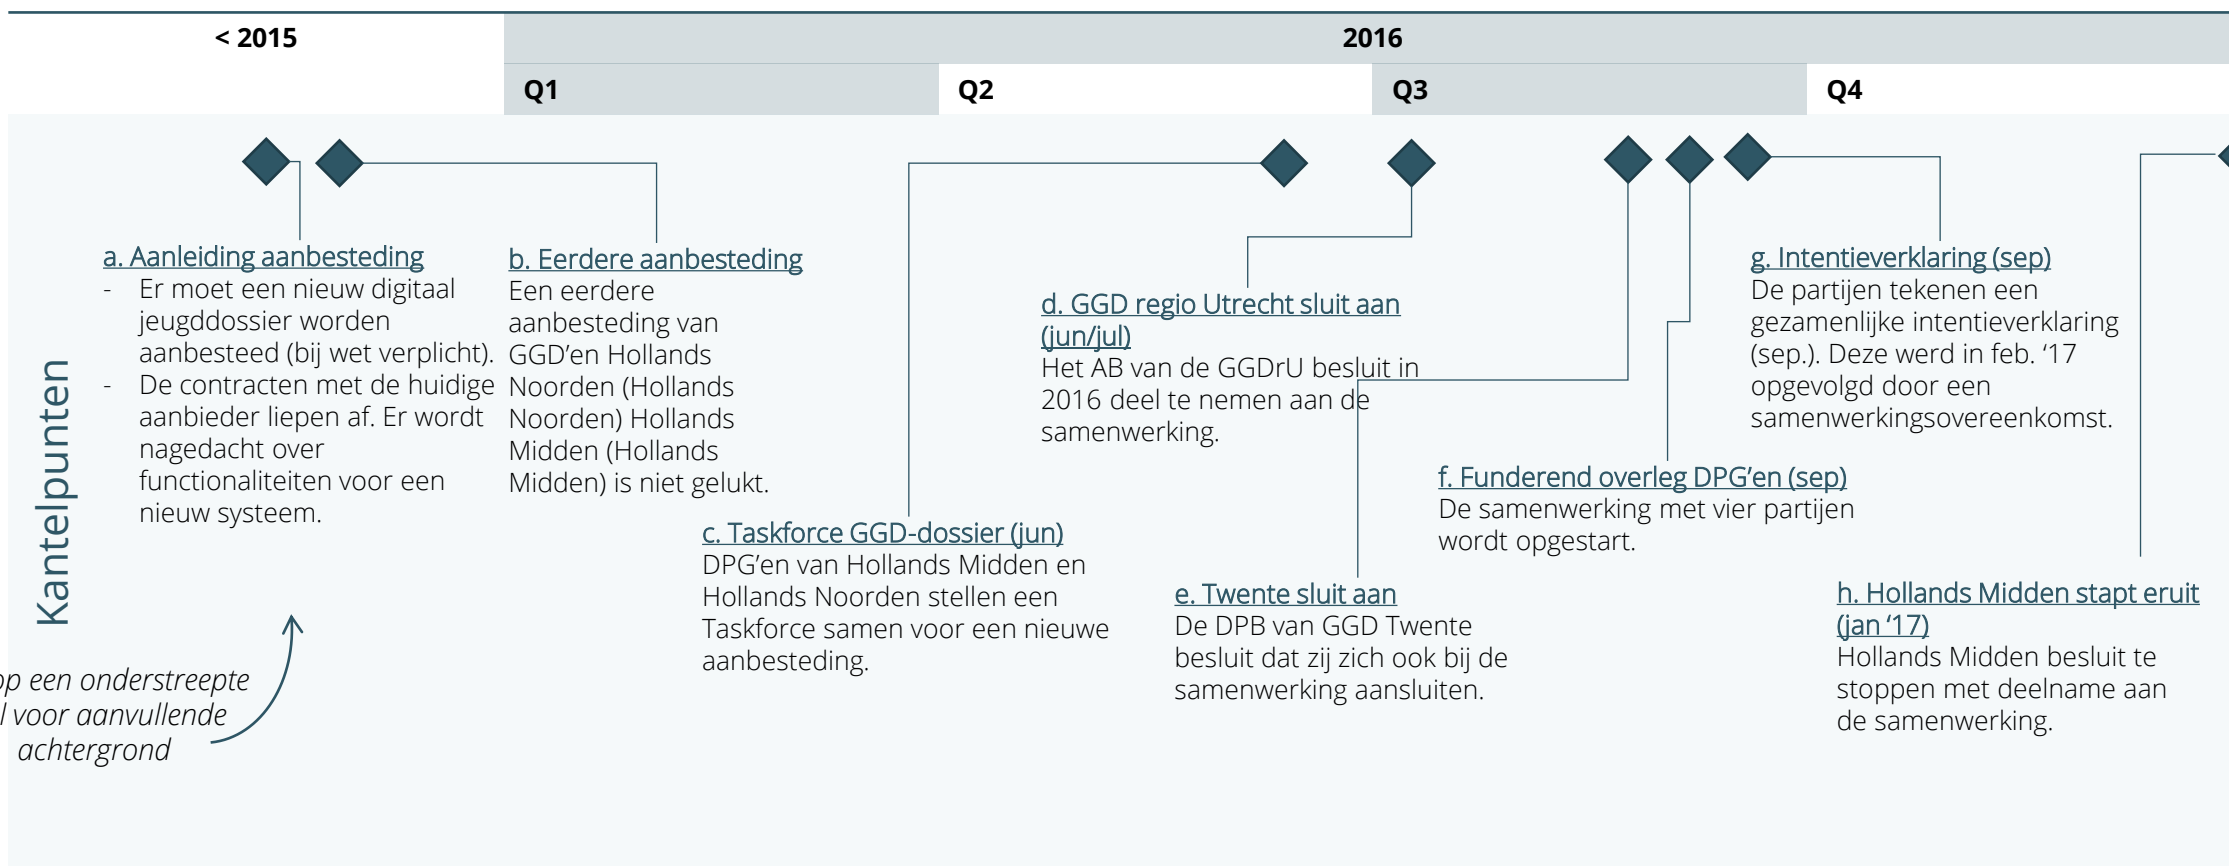 < 2015
2016
Q1
Q2
Q3
Q4
Kantelpunten
a. Aanleiding aanbesteding
- Er moet een nieuw digitaal
jeugddossier worden
aanbesteed (bij wet verplicht).
- De contracten met de huidige
aanbieder liepen af. Er wordt
nagedacht over
functionaliteiten voor een
nieuw systeem.
b. Eerdere aanbesteding
Een eerdere
aanbesteding van
GGD’en Hollands
Noorden (Hollands
Noorden) Hollands
Midden (Hollands
Midden) is niet gelukt.
c. Taskforce GGD-dossier (jun)
DPG’en van Hollands Midden en
Hollands Noorden stellen een
Taskforce samen voor een nieuwe
aanbesteding.
d. GGD regio Utrecht sluit aan
(jun/jul)
Het AB van de GGDrU besluit in
2016 deel te nemen aan de
samenwerking.
e. Twente sluit aan
De DPB van GGD Twente
besluit dat zij zich ook bij de
samenwerking aansluiten.
f. Funderend overleg DPG’en (sep)
De samenwerking met vier partijen
wordt opgestart.
g. Intentieverklaring (sep)
De partijen tekenen een
gezamenlijke intentieverklaring
(sep.). Deze werd in feb. ‘17
opgevolgd door een
samenwerkingsovereenkomst.
h. Hollands Midden stapt eruit
(jan ‘17)
Hollands Midden besluit te
stoppen met deelname aan
de samenwerking.
op een onderstreepte
voor aanvullende
achtergrond